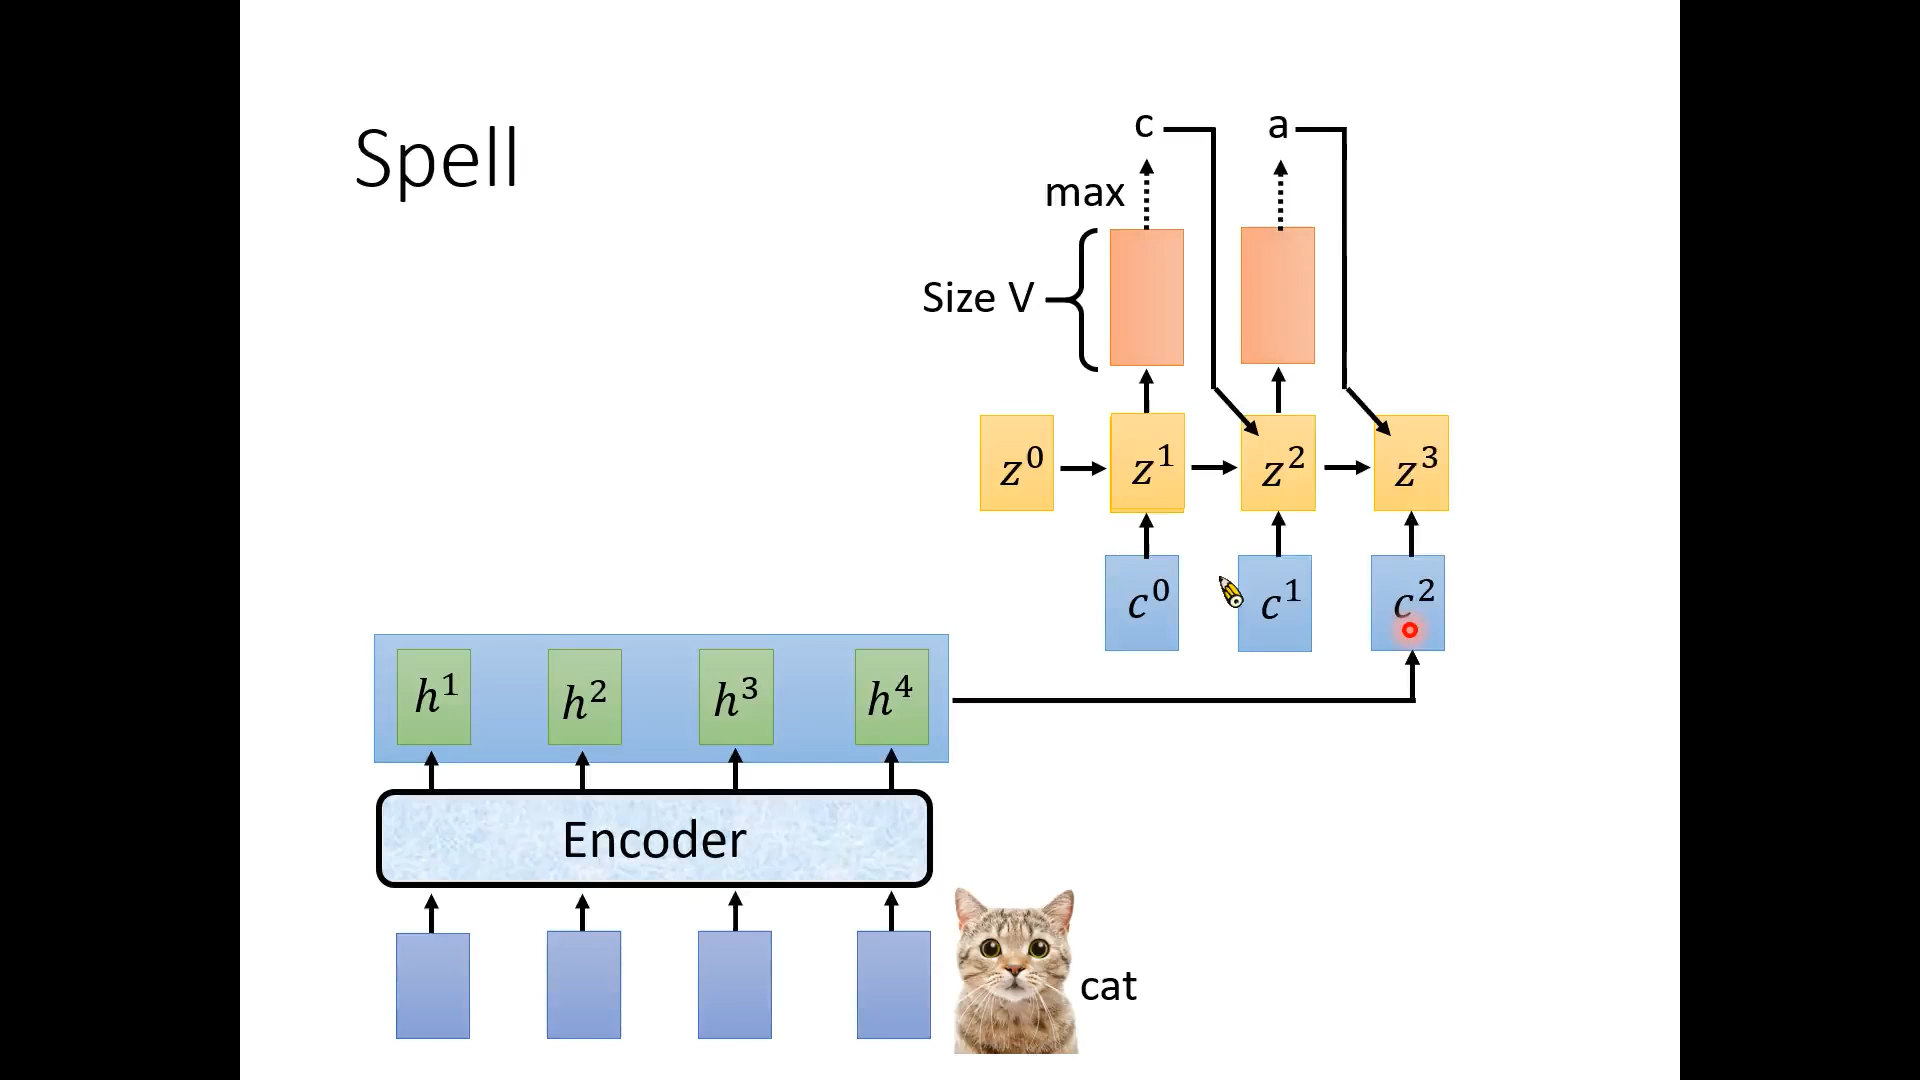 Spell
c a
max
Size V
z⁰ z¹ z² z³
c⁰ c¹ c²
h¹ h² h³ h⁴
Encoder
cat